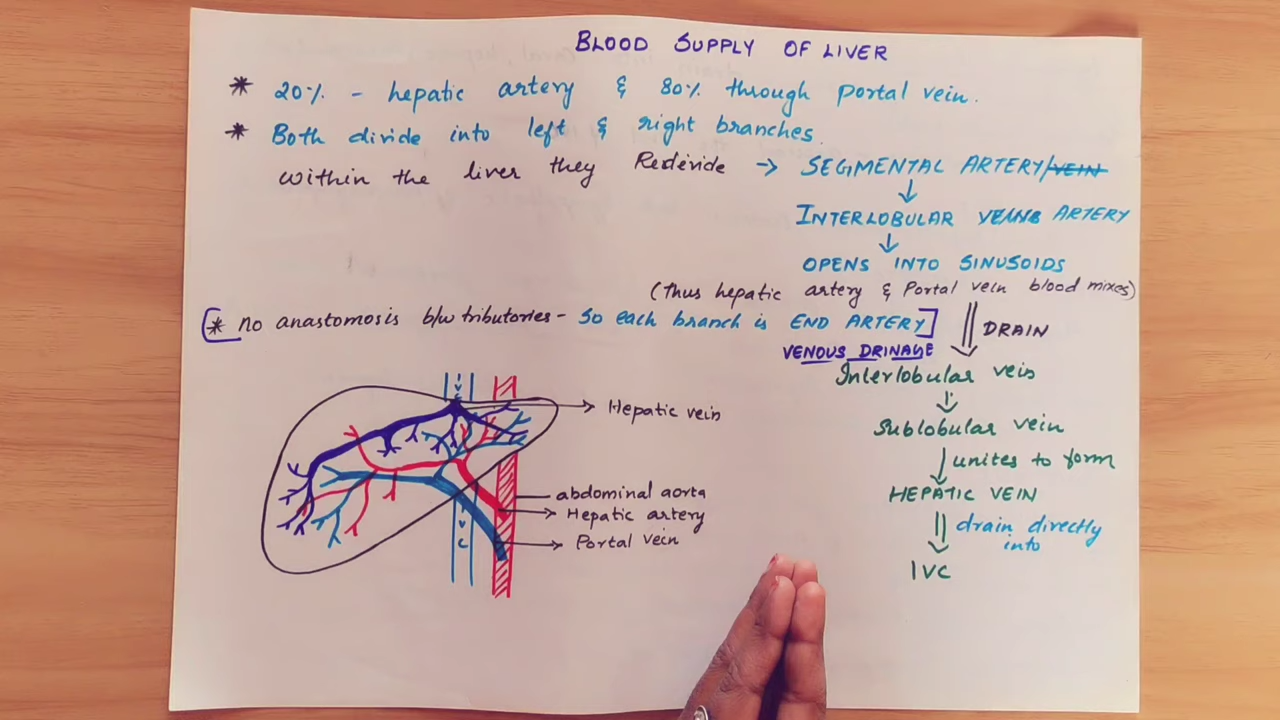 BLOOD SUPPLY OF LIVER
* 20% - hepatic artery & 80% through portal vein.
* Both divide into left & right branches.
within the liver they Redivide → SEGMENTAL ARTERY/VEIN
↓
INTERLOBULAR ARTERY
↓
OPENS INTO SINUSOIDS
(Thus hepatic artery & Portal vein blood mixes)
[* no anastomosis b/w tributories - So each branch is END ARTERY]
DRAIN
VENOUS DRINAGE
Interlobular vein
Sublobular vein
unites to form
HEPATIC VEIN
drain directly
into
IVC
Hepatic vein
abdominal aorta
Hepatic artery
Portal vein
I
V
C